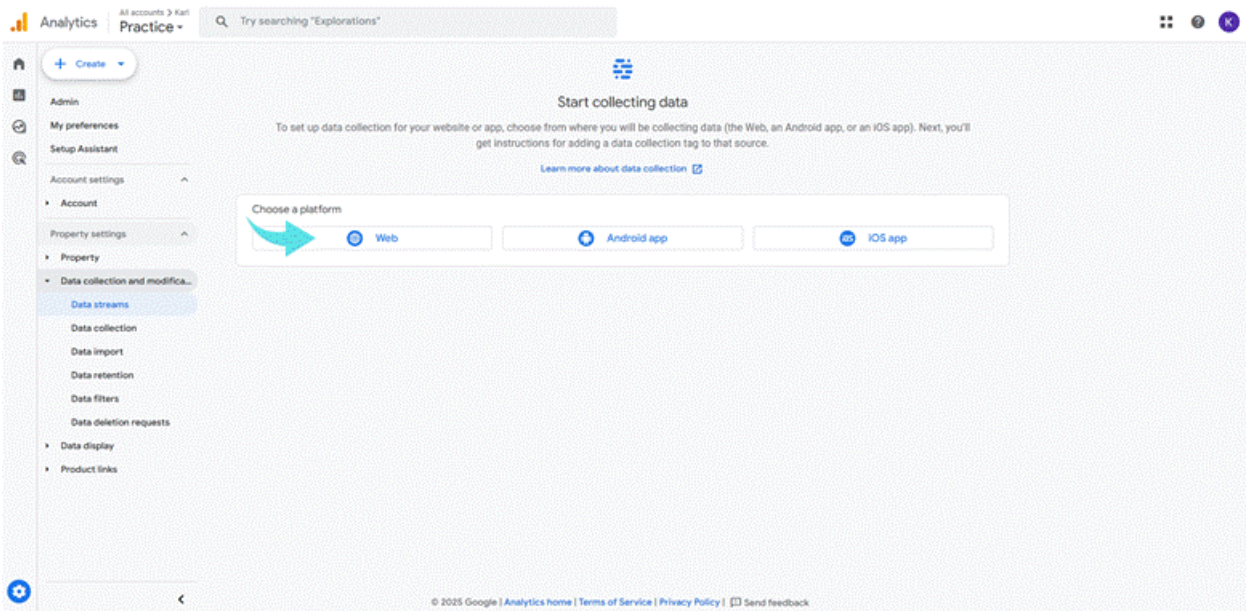 Analytics
All accounts > Karl
Practice
Try searching "Explorations"
K
Create
Admin
My preferences
Setup Assistant
Account settings
Account
Property settings
Property
Data collection and modifica...
Data streams
Data collection
Data import
Data retention
Data filters
Data deletion requests
Data display
Product links
Start collecting data
To set up data collection for your website or app, choose from where you will be collecting data (the Web, an Android app, or an iOS app). Next, you'll
get instructions for adding a data collection tag to that source.
Learn more about data collection
Choose a platform
Web
Android app
iOS
iOS app
© 2025 Google | Analytics home | Terms of Service | Privacy Policy | Send feedback